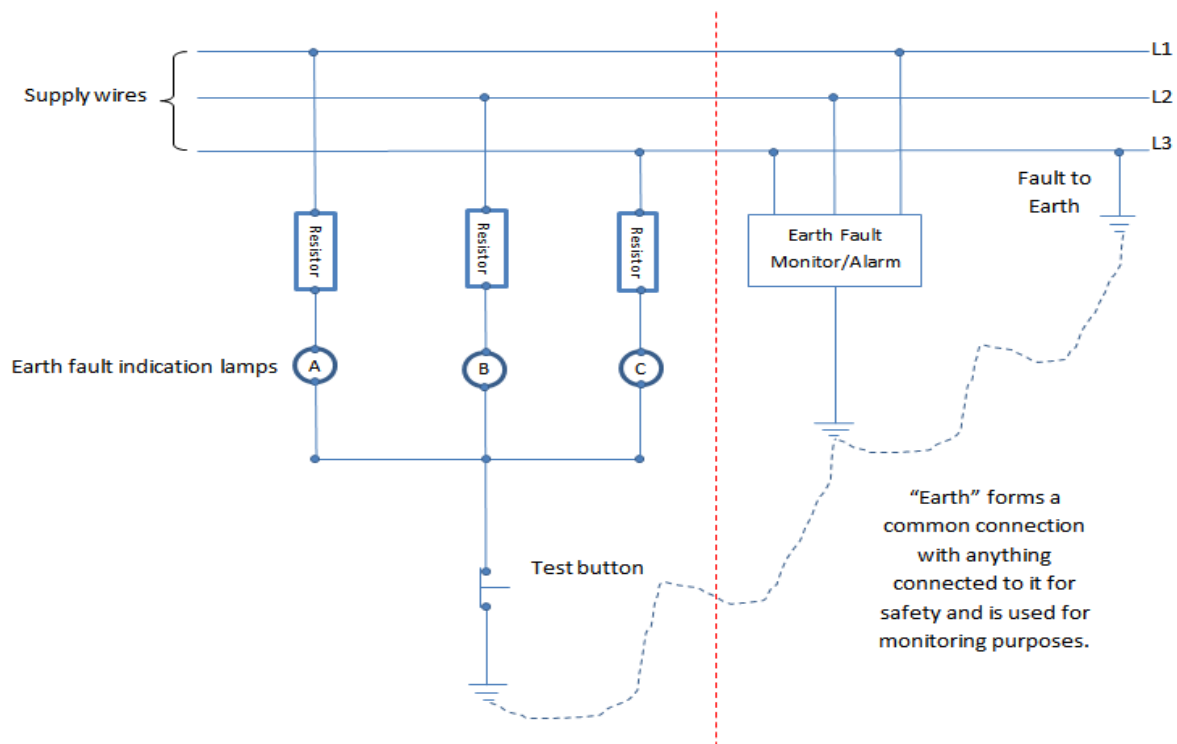 L1
Supply wires
L2
L3
Fault to
Earth
Resistor
Resistor
Resistor
Earth Fault
Monitor/Alarm
Earth fault indication lamps
A
B
C
“Earth” forms a
common connection
with anything
connected to it for
safety and is used for
monitoring purposes.
Test button